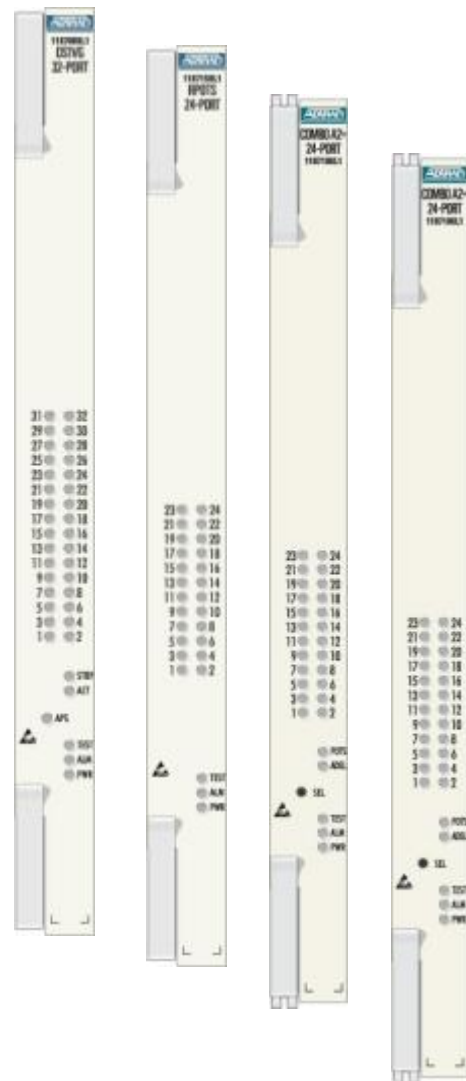 ADTRAN
DSTVG
32-PORT
31 32
29 30
27 28
25 26
23 24
21 22
19 20
17 18
15 16
13 14
11 12
9 10
7 8
5 6
3 4
1 2
ACT
APS
TEST
ALM
PWR
ADTRAN
RPOTS
24-PORT
23 24
21 22
19 20
17 18
15 16
13 14
11 12
9 10
7 8
5 6
3 4
1 2
TEST
ALM
PWR
ADTRAN
COMBO A2+
24-PORT
23 24
21 22
19 20
17 18
15 16
13 14
11 12
9 10
7 8
5 6
3 4
1 2
POTS
ADSL
SEL
TEST
ALM
PWR
ADTRAN
COMBO A2+
24-PORT
23 24
21 22
19 20
17 18
15 16
13 14
11 12
9 10
7 8
5 6
3 4
1 2
POTS
ADSL
SEL
TEST
ALM
PWR